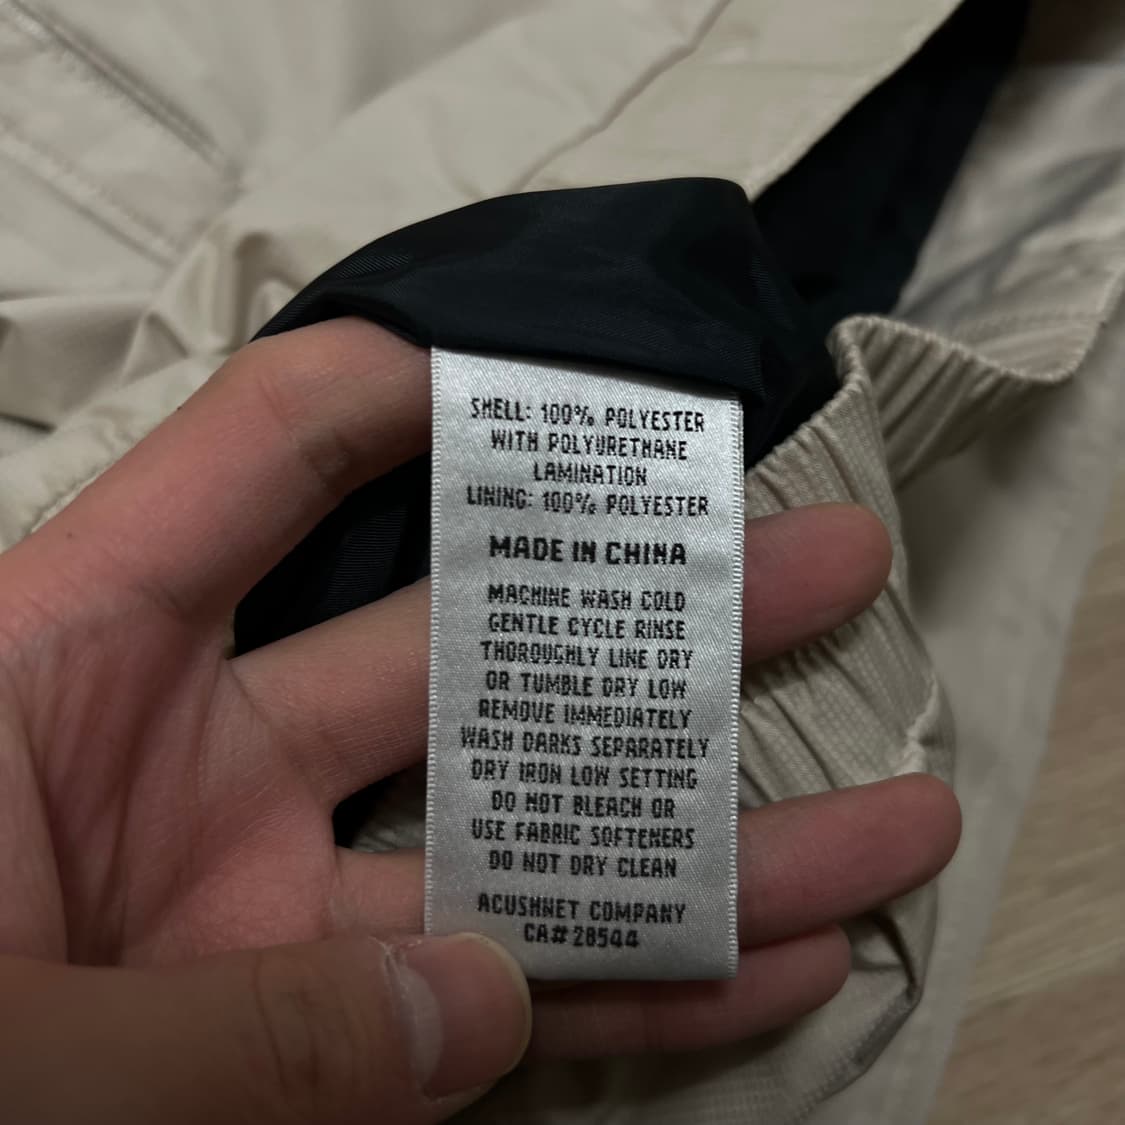 SHELL: 100% POLYESTER
WITH POLYURETHANE
LAMINATION
LINING: 100% POLYESTER
MADE IN CHINA
MACHINE WASH COLD
GENTLE CYCLE RINSE
THOROUGHLY LINE DRY
OR TUMBLE DRY LOW
REMOVE IMMEDIATELY
WASH DARKS SEPARATELY
DRY IRON LOW SETTING
DO NOT BLEACH OR
USE FABRIC SOFTENERS
DO NOT DRY CLEAN
ACUSHNET COMPANY
CA# 28544